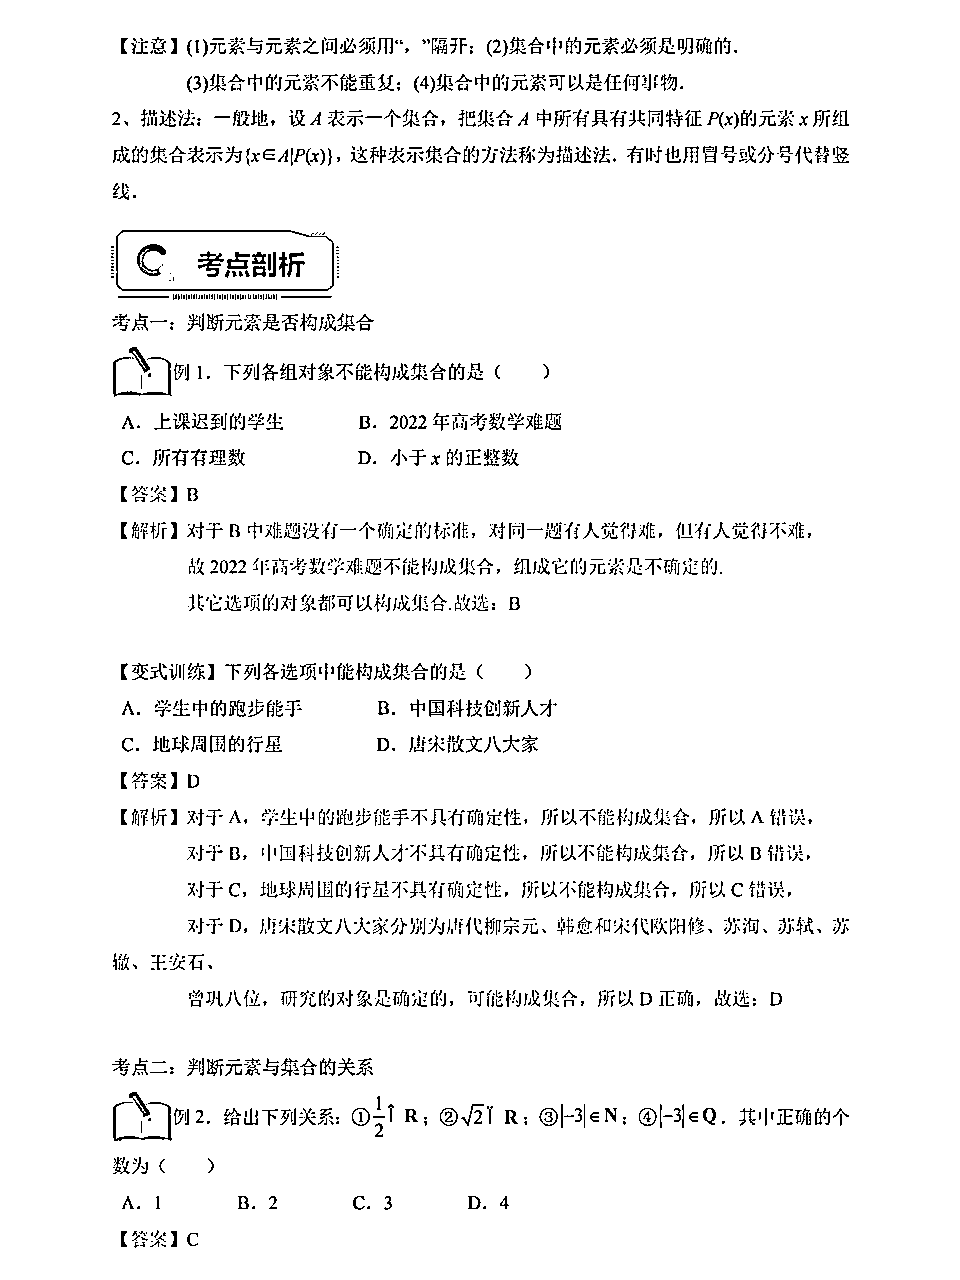 【注意】(1)元素与元素之间必须用“，”隔开；(2)集合中的元素必须是明确的．
(3)集合中的元素不能重复；(4)集合中的元素可以是任何事物．
2、描述法：一般地，设 A 表示一个集合，把集合 A 中所有具有共同特征 P(x)的元素 x 所组
成的集合表示为{x∈A|P(x)}，这种表示集合的方法称为描述法．有时也用冒号或分号代替竖
线．
考点剖析
考点一：判断元素是否构成集合
例 1．下列各组对象不能构成集合的是（　　）
A．上课迟到的学生　　B．2022 年高考数学难题
C．所有有理数　　D．小于 x 的正整数
【答案】B
【解析】对于 B 中难题没有一个确定的标准，对同一题有人觉得难，但有人觉得不难，
故 2022 年高考数学难题不能构成集合，组成它的元素是不确定的.
其它选项的对象都可以构成集合.故选：B
【变式训练】下列各选项中能构成集合的是（　　）
A．学生中的跑步能手　　B．中国科技创新人才
C．地球周围的行星　　D．唐宋散文八大家
【答案】D
【解析】对于 A，学生中的跑步能手不具有确定性，所以不能构成集合，所以 A 错误，
对于 B，中国科技创新人才不具有确定性，所以不能构成集合，所以 B 错误，
对于 C，地球周围的行星不具有确定性，所以不能构成集合，所以 C 错误，
对于 D，唐宋散文八大家分别为唐代柳宗元、韩愈和宋代欧阳修、苏洵、苏轼、苏
辙、王安石、
曾巩八位，研究的对象是确定的，可能构成集合，所以 D 正确，故选：D
考点二：判断元素与集合的关系
例 2．给出下列关系：①1/2↑ R；②√2Ï R；③|−3|∈N；④|−3|∈Q．其中正确的个
数为（　　）
A．1　　B．2　　C．3　　D．4
【答案】C